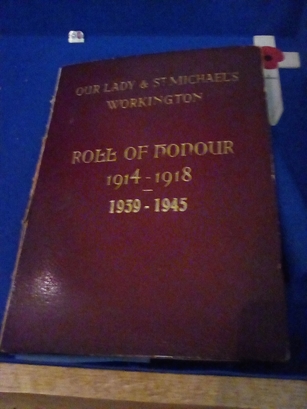 OUR LADY & ST MICHAEL'S
WORKINGTON
ROLL OF HONOUR
1914 - 1918
1939 - 1945